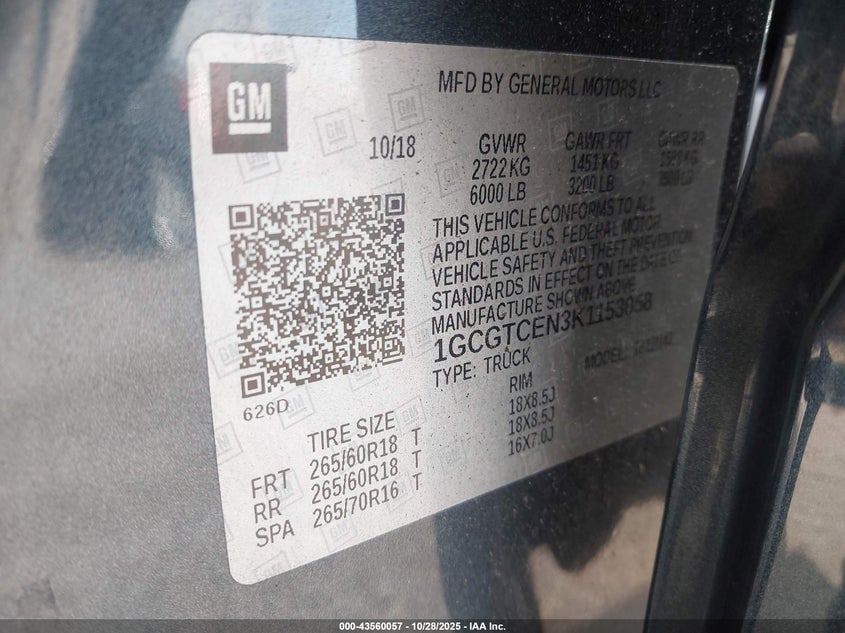 GM
MFD BY GENERAL MOTORS LLC
10/18 GVWR GAWR FRT GAWR RR
2722 KG 1451 KG
6000 LB 3200 LB
THIS VEHICLE CONFORMS TO ALL
APPLICABLE U.S. FEDERAL MOTOR
VEHICLE SAFETY AND THEFT PREVENTION
STANDARDS IN EFFECT ON THE DATE OF
MANUFACTURE SHOWN ABOVE
1GCGTCEN3K1153058
TYPE: TRUCK MODEL:
626D
TIRE SIZE RIM
FRT 265/60R18 T 18X8.5J
RR 265/60R18 T 18X8.5J
SPA 265/70R16 T 16X7.0J
000-43560057 | 10/28/2025 – IAA Inc.